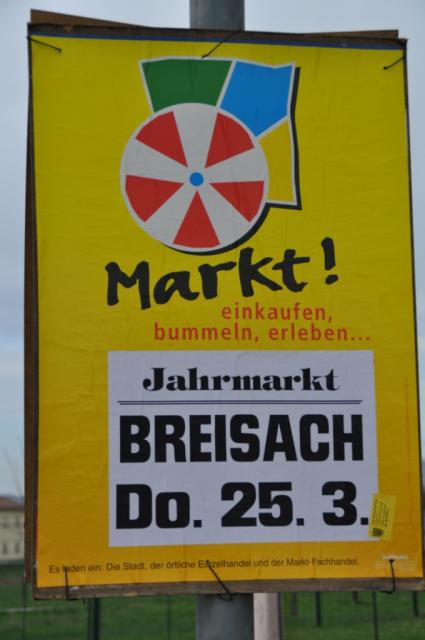 Markt!
einkaufen,
bummeln, erleben...
Jahrmarkt
BREISACH
Do. 25. 3.
Es laden ein: Die Stadt, der örtliche Einzelhandel und der Markt-Fachhandel.